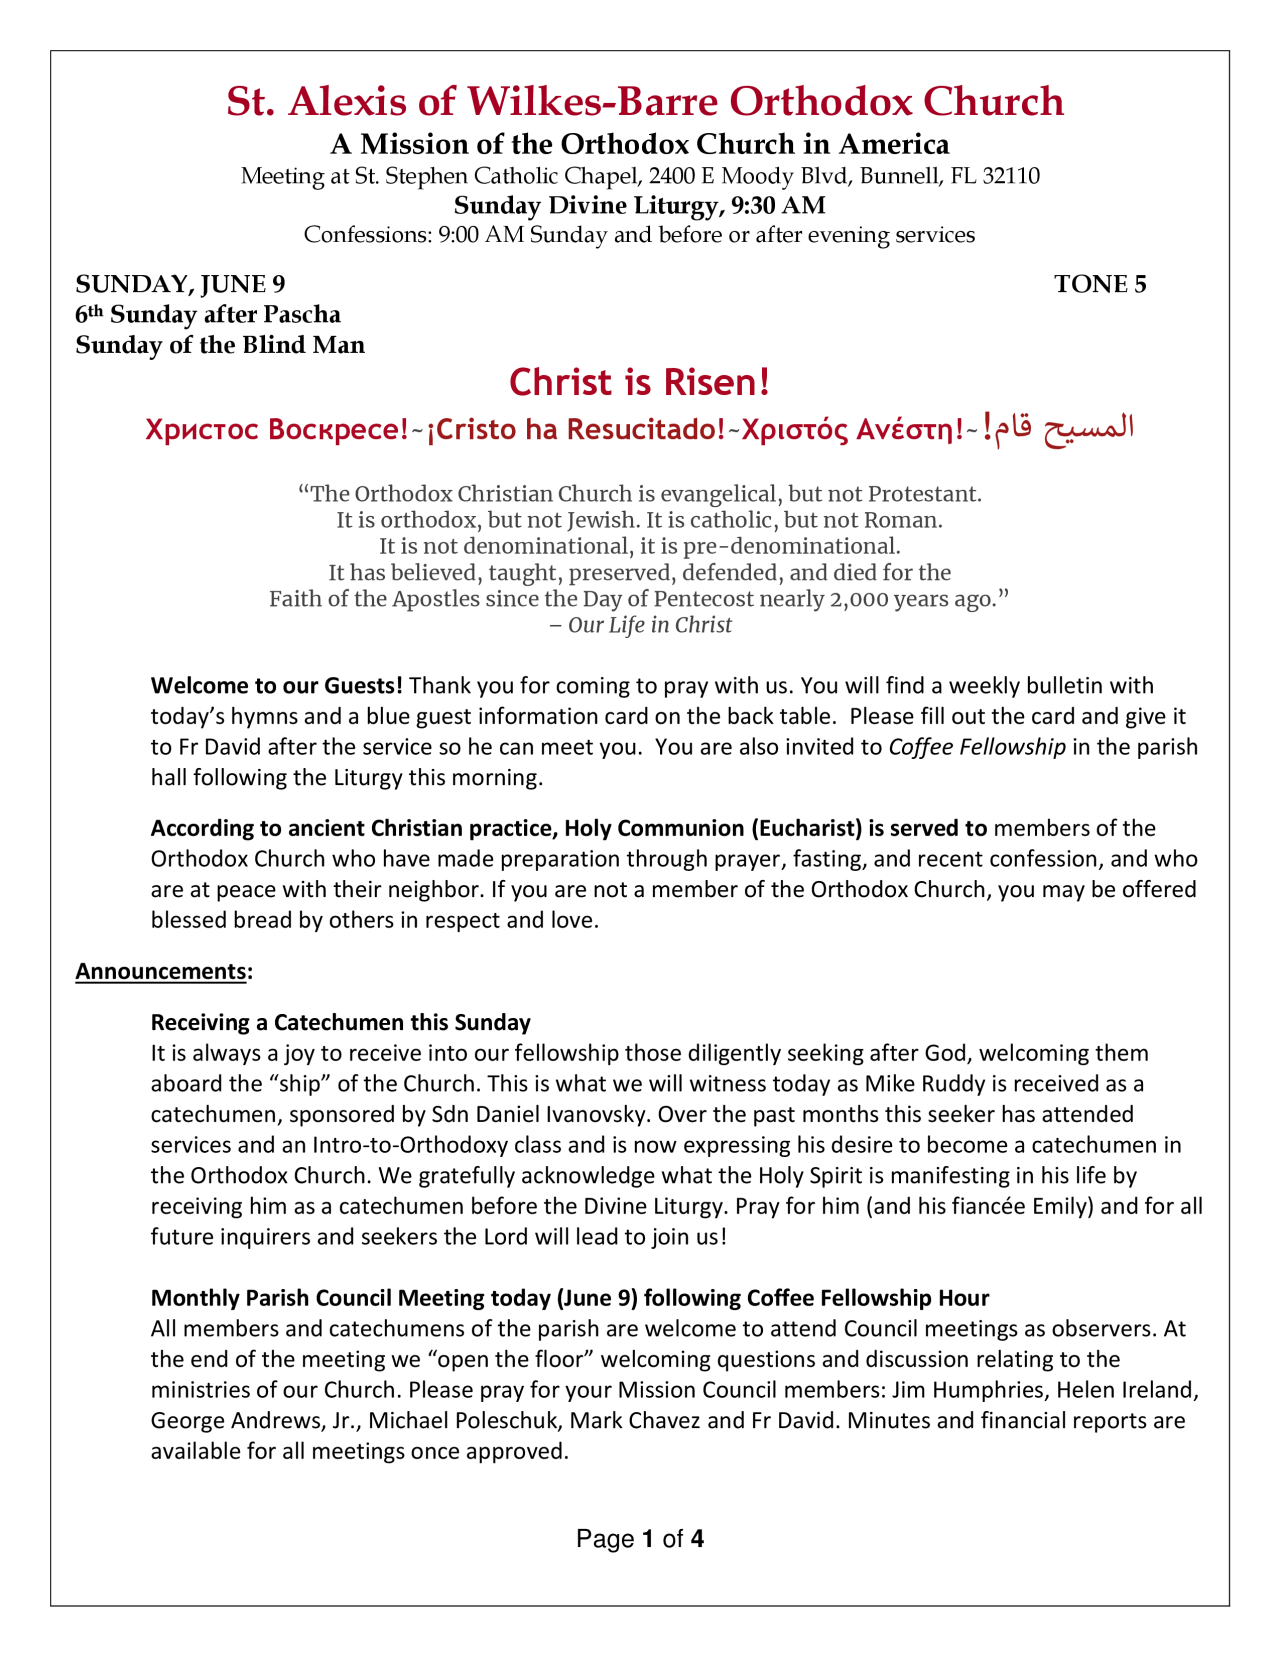 St. Alexis of Wilkes-Barre Orthodox Church
A Mission of the Orthodox Church in America
Meeting at St. Stephen Catholic Chapel, 2400 E Moody Blvd, Bunnell, FL 32110
Sunday Divine Liturgy, 9:30 AM
Confessions: 9:00 AM Sunday and before or after evening services
SUNDAY, JUNE 9 TONE 5
6th Sunday after Pascha
Sunday of the Blind Man
Christ is Risen!
Христос Воскресе!~¡Cristo ha Resucitado!~Χριστός Ανέστη!~المسيح قام!
“The Orthodox Christian Church is evangelical, but not Protestant.
It is orthodox, but not Jewish. It is catholic, but not Roman.
It is not denominational, it is pre-denominational.
It has believed, taught, preserved, defended, and died for the
Faith of the Apostles since the Day of Pentecost nearly 2,000 years ago.”
– Our Life in Christ
Welcome to our Guests! Thank you for coming to pray with us. You will find a weekly bulletin with
today’s hymns and a blue guest information card on the back table. Please fill out the card and give it
to Fr David after the service so he can meet you. You are also invited to Coffee Fellowship in the parish
hall following the Liturgy this morning.
According to ancient Christian practice, Holy Communion (Eucharist) is served to members of the
Orthodox Church who have made preparation through prayer, fasting, and recent confession, and who
are at peace with their neighbor. If you are not a member of the Orthodox Church, you may be offered
blessed bread by others in respect and love.
Announcements:
Receiving a Catechumen this Sunday
It is always a joy to receive into our fellowship those diligently seeking after God, welcoming them
aboard the “ship” of the Church. This is what we will witness today as Mike Ruddy is received as a
catechumen, sponsored by Sdn Daniel Ivanovsky. Over the past months this seeker has attended
services and an Intro-to-Orthodoxy class and is now expressing his desire to become a catechumen in
the Orthodox Church. We gratefully acknowledge what the Holy Spirit is manifesting in his life by
receiving him as a catechumen before the Divine Liturgy. Pray for him (and his fiancée Emily) and for all
future inquirers and seekers the Lord will lead to join us!
Monthly Parish Council Meeting today (June 9) following Coffee Fellowship Hour
All members and catechumens of the parish are welcome to attend Council meetings as observers. At
the end of the meeting we “open the floor” welcoming questions and discussion relating to the
ministries of our Church. Please pray for your Mission Council members: Jim Humphries, Helen Ireland,
George Andrews, Jr., Michael Poleschuk, Mark Chavez and Fr David. Minutes and financial reports are
available for all meetings once approved.
Page 1 of 4